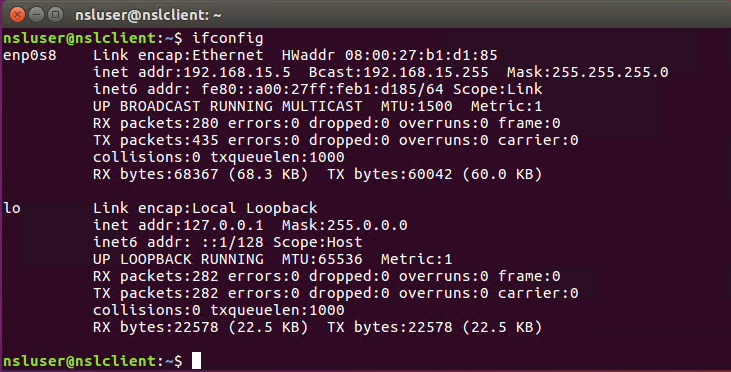 nsluser@nslclient: ~
nsluser@nslclient:~$ ifconfig
enp0s8    Link encap:Ethernet  HWaddr 08:00:27:b1:d1:85
          inet addr:192.168.15.5  Bcast:192.168.15.255  Mask:255.255.255.0
          inet6 addr: fe80::a00:27ff:feb1:d185/64 Scope:Link
          UP BROADCAST RUNNING MULTICAST  MTU:1500  Metric:1
          RX packets:280 errors:0 dropped:0 overruns:0 frame:0
          TX packets:435 errors:0 dropped:0 overruns:0 carrier:0
          collisions:0 txqueuelen:1000
          RX bytes:68367 (68.3 KB)  TX bytes:60042 (60.0 KB)
lo        Link encap:Local Loopback
          inet addr:127.0.0.1  Mask:255.0.0.0
          inet6 addr: ::1/128 Scope:Host
          UP LOOPBACK RUNNING  MTU:65536  Metric:1
          RX packets:282 errors:0 dropped:0 overruns:0 frame:0
          TX packets:282 errors:0 dropped:0 overruns:0 carrier:0
          collisions:0 txqueuelen:1000
          RX bytes:22578 (22.5 KB)  TX bytes:22578 (22.5 KB)
nsluser@nslclient:~$